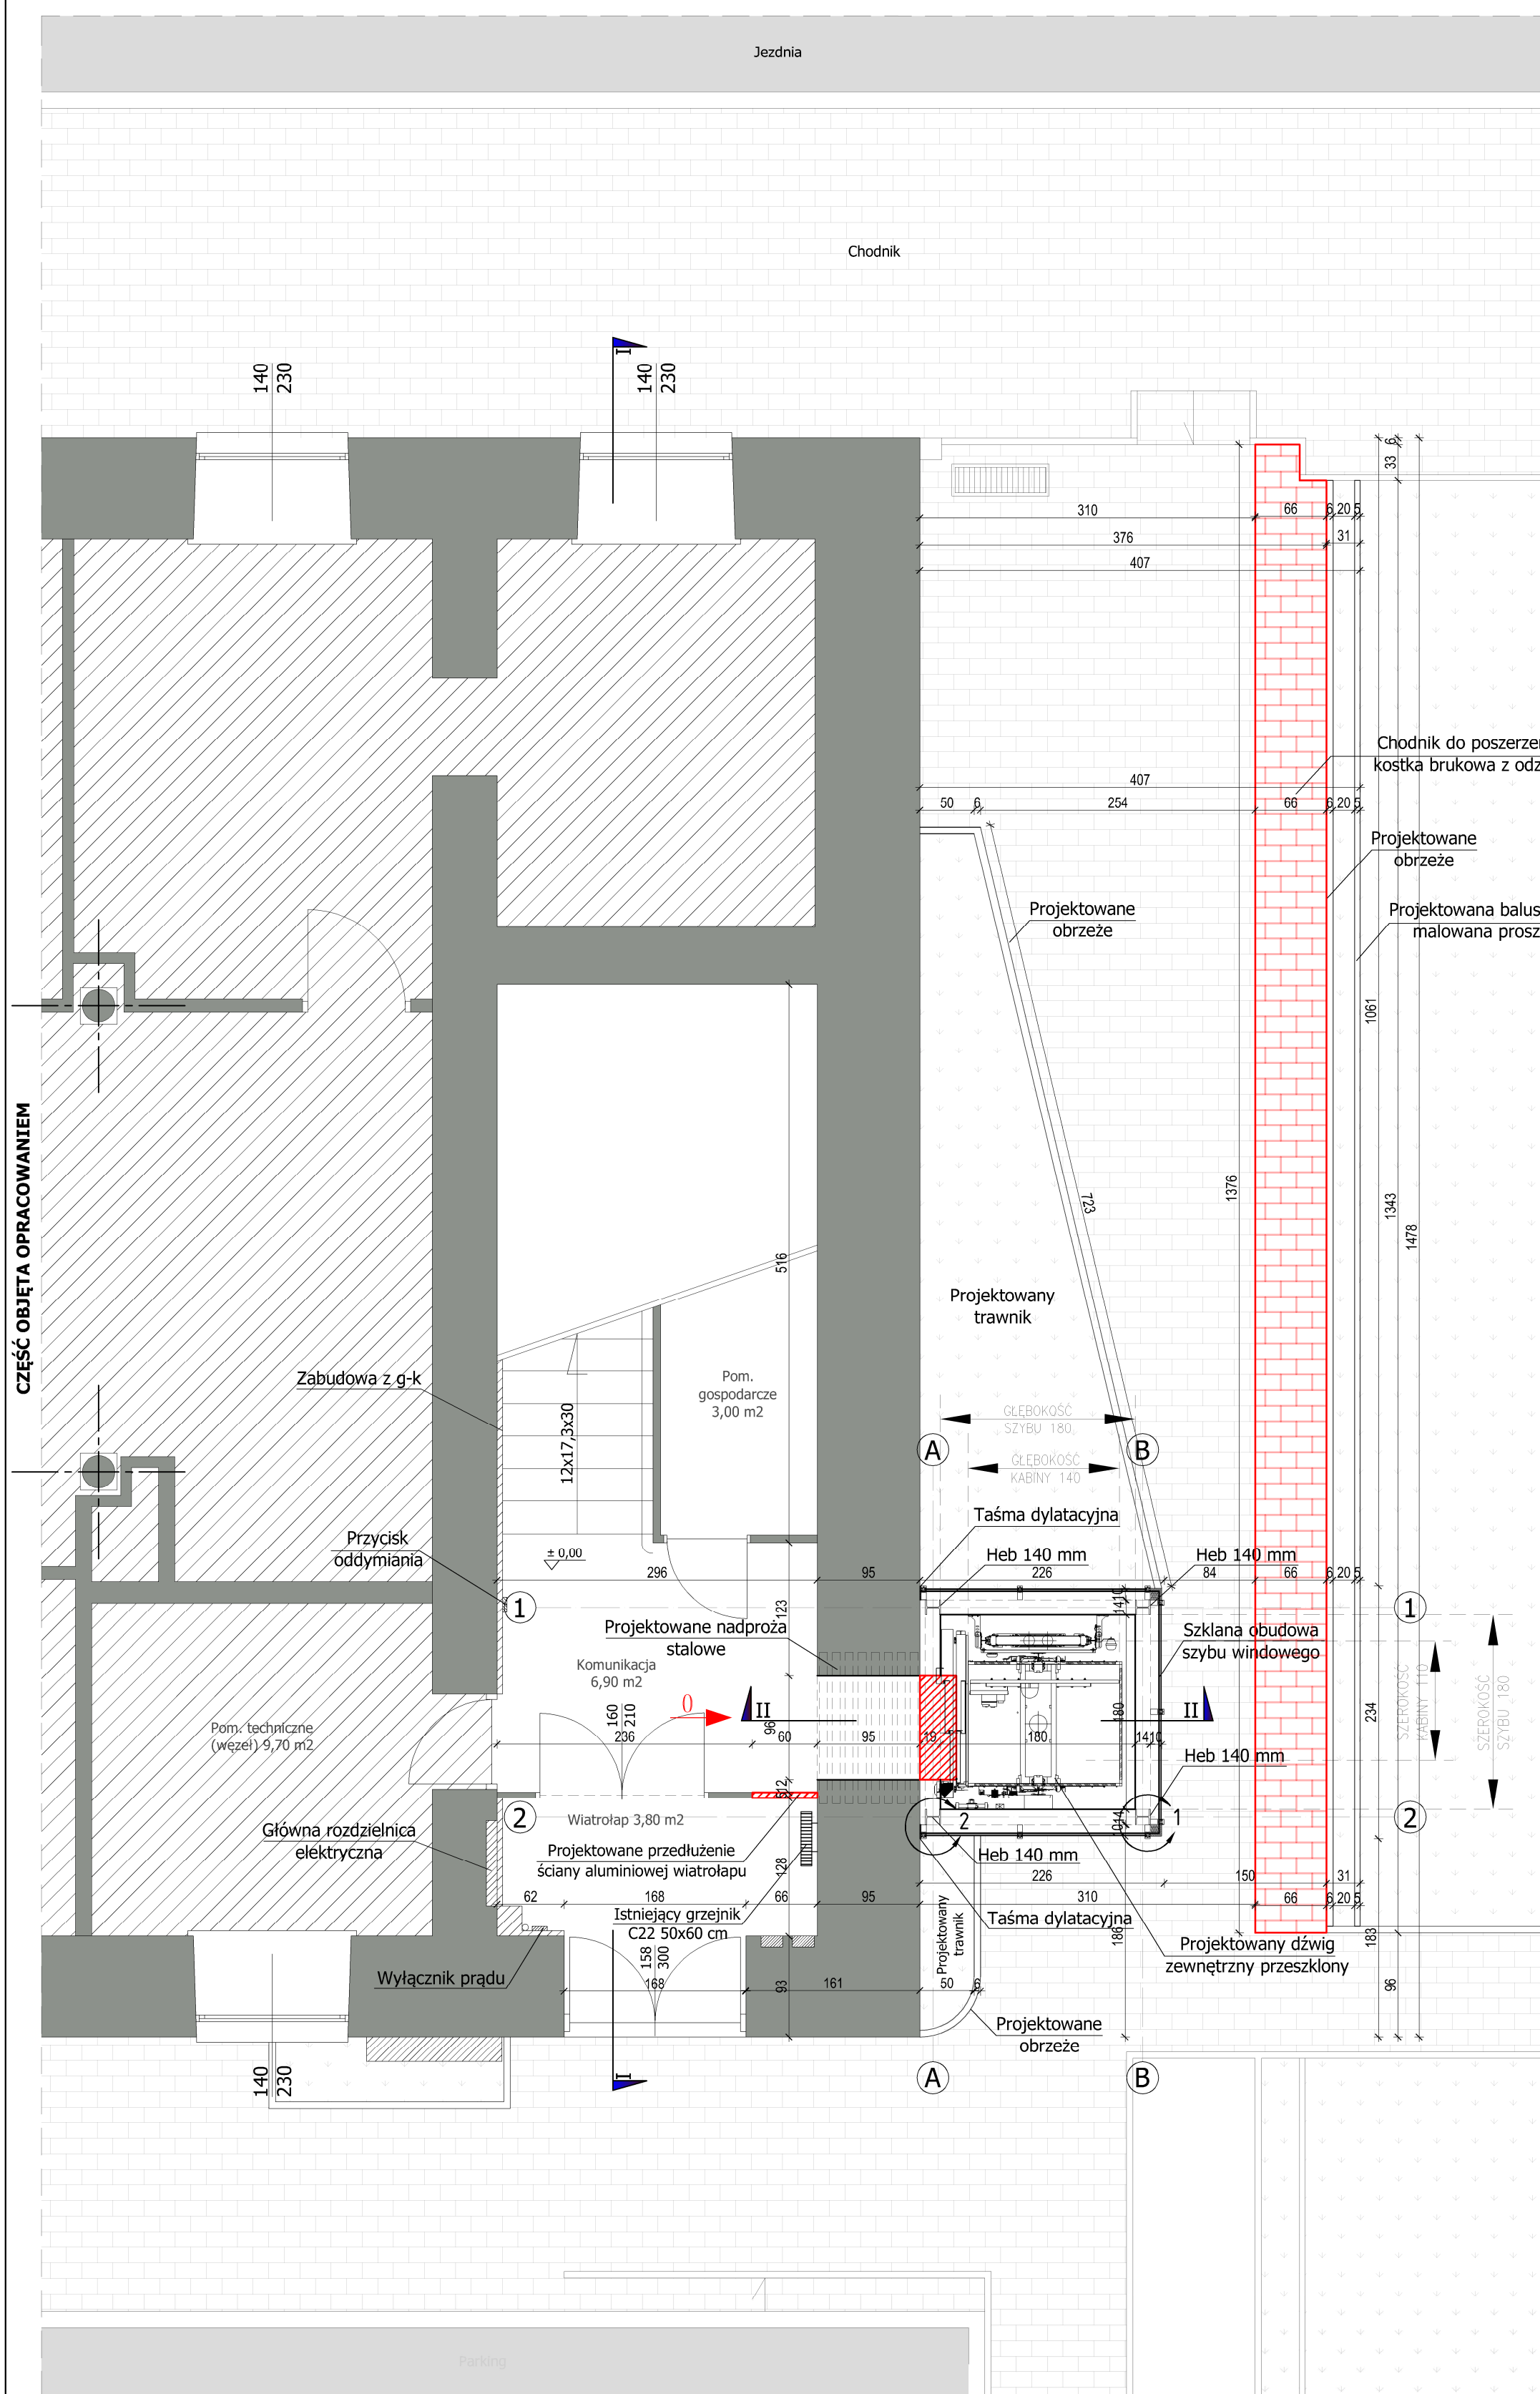 Jezdnia
Chodnik
I
140
230
140
230
6
33
310
66
6
20
5
376
31
407
Chodnik do poszerze
kostka brukowa z odz
407
50
6
254
66
6
20
5
Projektowane
obrzeże
Projektowane
obrzeże
Projektowana balus
malowana prosz
1061
CZĘŚĆ OBJĘTA OPRACOWANIEM
723
1376
1343
1478
516
Projektowany
trawnik
Zabudowa z g-k
Pom.
gospodarcze
3,00 m2
12x17,3x30
GŁĘBOKOŚĆ
SZYBU 180
A
B
GŁĘBOKOŚĆ
KABINY 140
Taśma dylatacyjna
Przycisk
oddymiania
± 0,00
Heb 140 mm
Heb 140 mm
296
95
226
84
66
6
20
5
1
123
1410
1
Projektowane nadproża
stalowe
Szklana obudowa
szybu windowego
Komunikacja
6,90 m2
SZEROKOŚĆ
KABINY 110
SZEROKOŚĆ
SZYBU 180
Pom. techniczne
(węzeł) 9,70 m2
160
210
0
II
96
II
180
234
236
60
95
19
180
1410
Heb 140 mm
2
Wiatrołap 3,80 m2
612
2
1
2
Główna rozdzielnica
elektryczna
Projektowane przedłużenie
ściany aluminiowej wiatrołapu
128
Heb 140 mm
226
150
31
62
168
66
95
310
66
6
20
5
Istniejący grzejnik
C22 50x60 cm
Projektowany
trawnik
Taśma dylatacyjna
186
183
Projektowany dźwig
zewnętrzny przeszklony
158
300
Wyłącznik prądu
168
93
161
50
6
96
Projektowane
obrzeże
140
230
I
A
B
Parking